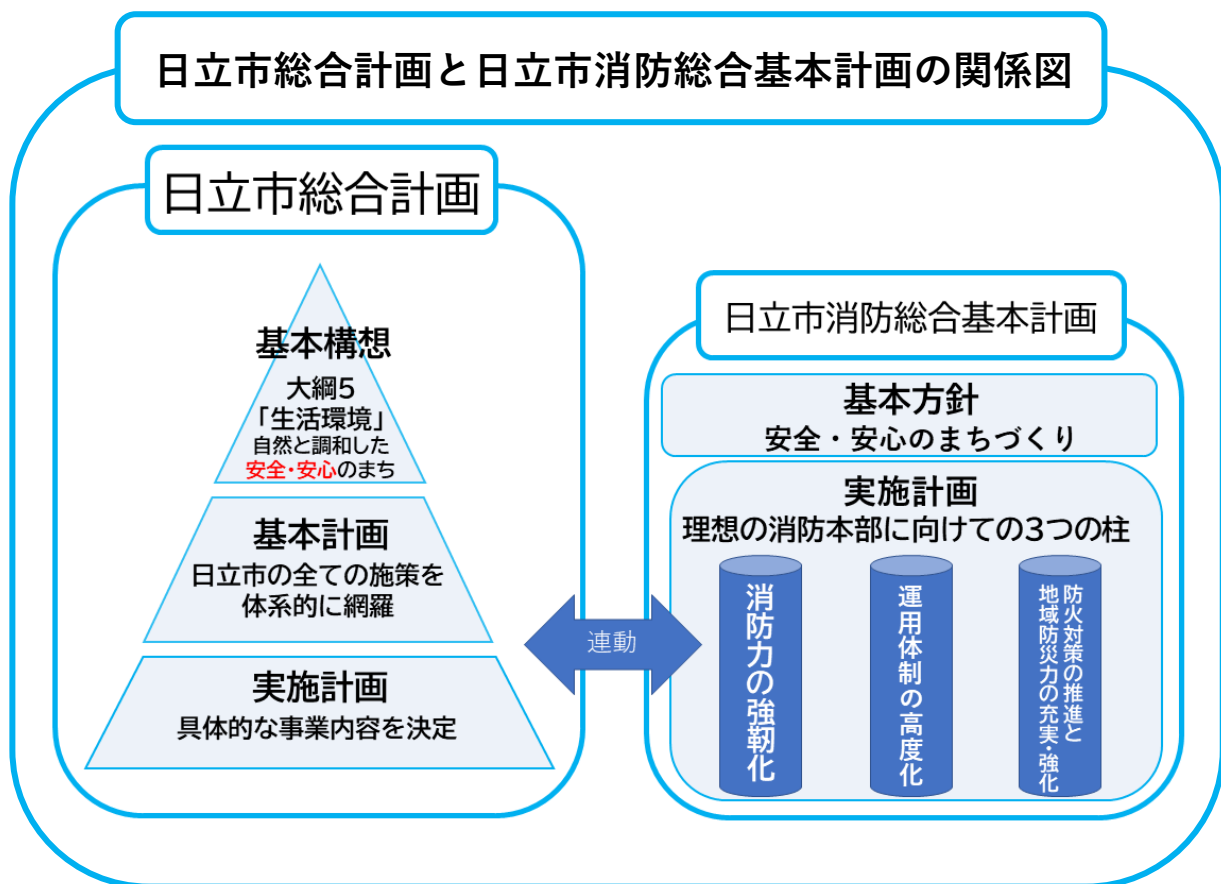 日立市総合計画と日立市消防総合基本計画の関係図
日立市総合計画
基本構想
大綱5
「生活環境」
自然と調和した
安全・安心のまち
基本計画
日立市の全ての施策を
体系的に網羅
実施計画
具体的な事業内容を決定
連動
日立市消防総合基本計画
基本方針
安全・安心のまちづくり
実施計画
理想の消防本部に向けての3つの柱
消防力の強靭化
運用体制の高度化
防火対策の推進と
地域防災力の充実・強化